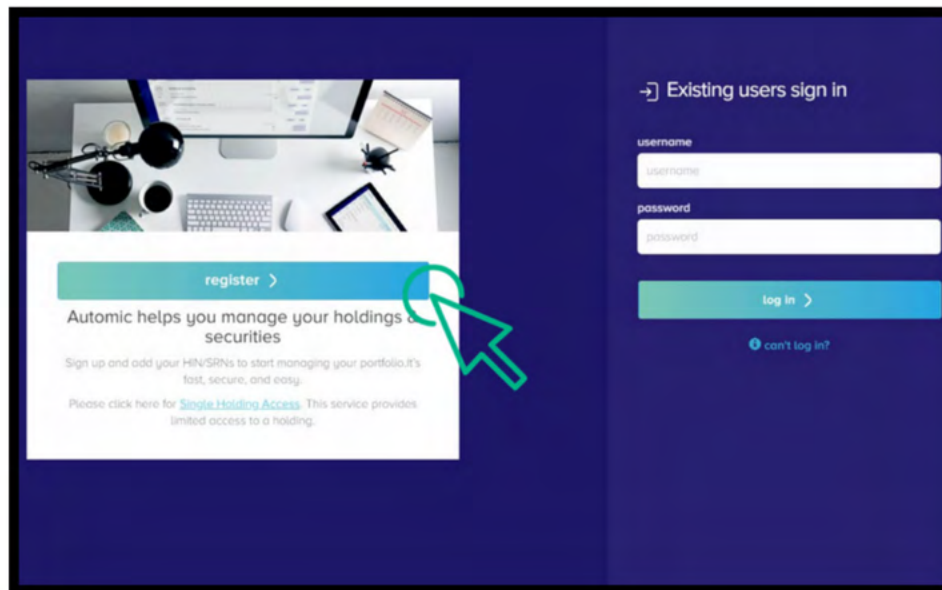 register
Automic helps you manage your holdings &
securities
Sign up and add your HIN/SRNs to start managing your portfolio.It's
fast, secure, and easy.
Please click here for Single Holding Access. This service provides
limited access to a holding.
Existing users sign in
username
username
password
password
log in
can't log in?